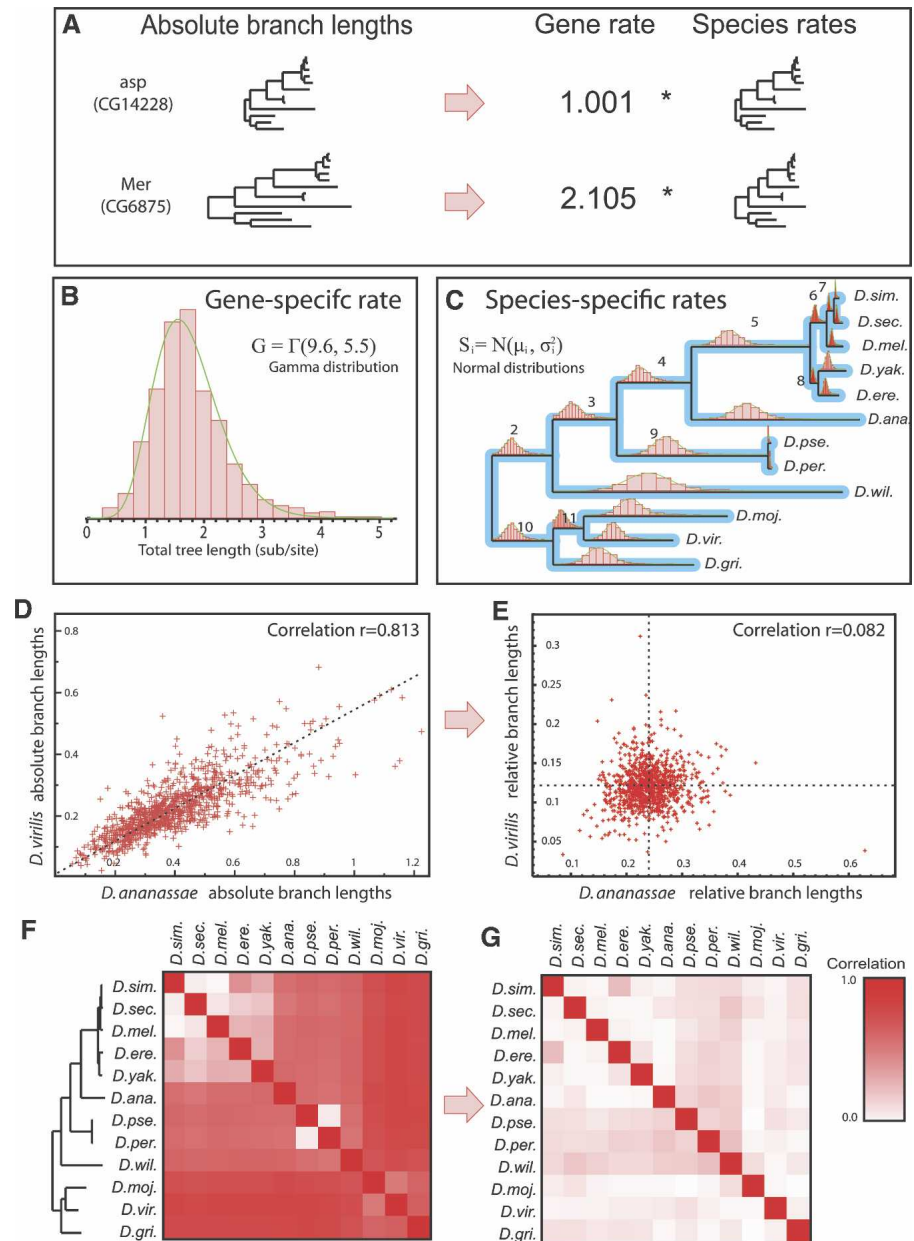 A
Absolute branch lengths
Gene rate
Species rates
asp
(CG14228)
1.001 *
Mer
(CG6875)
2.105 *
B
Gene-specifc rate
G = Γ(9.6, 5.5)
Gamma distribution
0 1 2 3 4 5
Total tree length (sub/site)
C
Species-specific rates
Sᵢ= N(μᵢ, σᵢ²)
Normal distributions
2
3
4
5
6
7
8
9
10
11
D.sim.
D.sec.
D.mel.
D.yak.
D.ere.
D.ana.
D.pse.
D.per.
D.wil.
D.moj.
D.vir.
D.gri.
D
Correlation r=0.813
D.virilis absolute branch lengths
0.8
0.6
0.4
0.2
0.2 0.4 0.6 0.8 1 1.2
D.ananassae absolute branch lengths
E
Correlation r=0.082
D.virilis relative branch lengths
0.3
0.25
0.2
0.15
0.1
0.05
0.1 0.2 0.3 0.4 0.5 0.6
D.ananassae relative branch lengths
F
D.sim. D.sec. D.mel. D.ere. D.yak. D.ana. D.pse. D.per. D.wil. D.moj. D.vir. D.gri.
D.sim.
D.sec.
D.mel.
D.ere.
D.yak.
D.ana.
D.pse.
D.per.
D.wil.
D.moj.
D.vir.
D.gri.
G
D.sim. D.sec. D.mel. D.ere. D.yak. D.ana. D.pse. D.per. D.wil. D.moj. D.vir. D.gri.
D.sim.
D.sec.
D.mel.
D.ere.
D.yak.
D.ana.
D.pse.
D.per.
D.wil.
D.moj.
D.vir.
D.gri.
Correlation
1.0
0.0